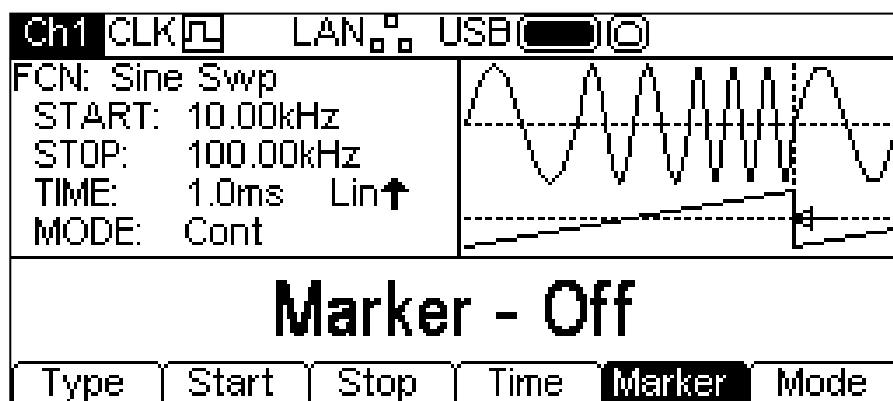 Ch1 CLK LAN USB
FCN: Sine Swp
START: 10.00kHz
STOP: 100.00kHz
TIME: 1.0ms Lin↑
MODE: Cont
Marker - Off
Type Start Stop Time Marker Mode